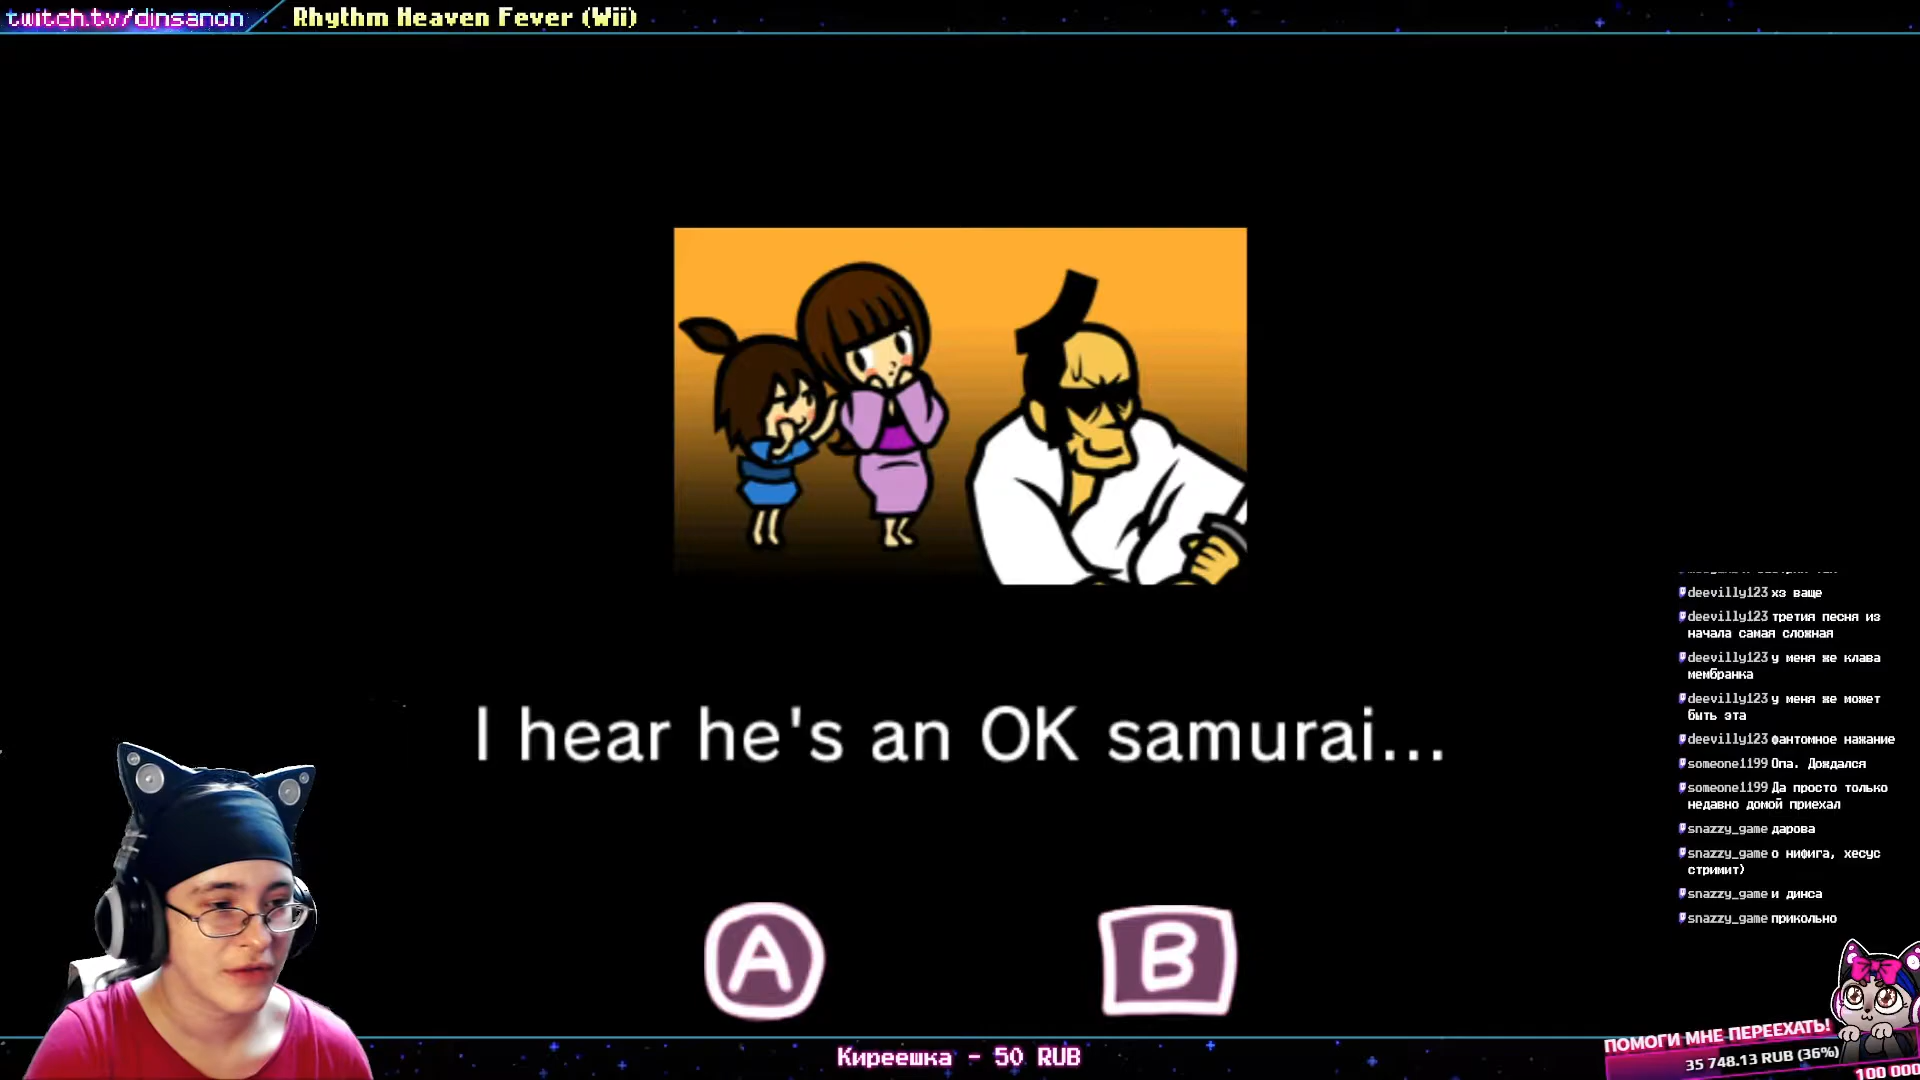 twitch.tv/dinsanon
Rhythm Heaven Fever (Wii)
I hear he's an OK samurai...
A
B
deevilly123 хз ваще
deevilly123 третия песня из
начала самая сложная
deevilly123 у меня же клава
мембранка
deevilly123 у меня же может
быть эта
deevilly123 фантомное нажание
someone1199 Опа. Дождался
someone1199 Да просто только
недавно домой приехал
snazzy_game дарова
snazzy_game о нифига, хесус
стримит)
snazzy_game и динса
snazzy_game прикольно
Киреешка - 50 RUB
ПОМОГИ МНЕ ПЕРЕЕХАТЬ!
35 748.13 RUB (36%)
100 000